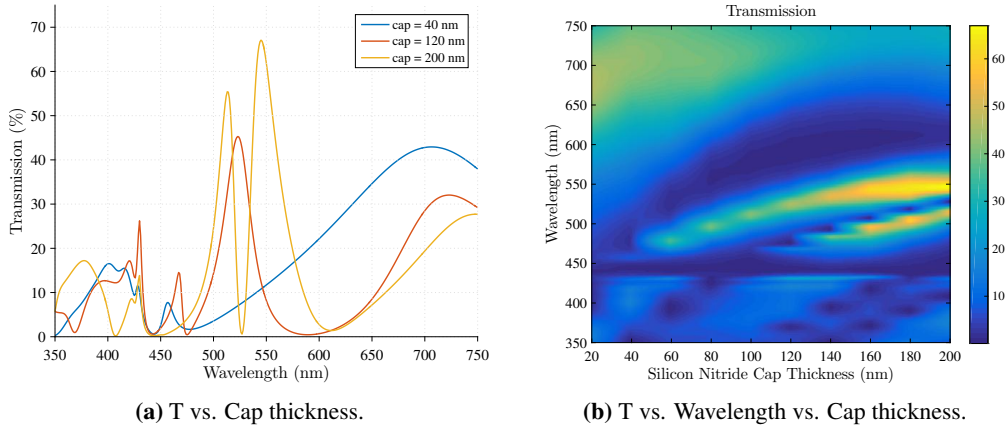 70
60
50
40
30
20
10
0
Transmission (%)
350 400 450 500 550 600 650 700 750
Wavelength (nm)
cap = 40 nm
cap = 120 nm
cap = 200 nm
(a) T vs. Cap thickness.
Transmission
750
700
650
600
550
500
450
400
350
Wavelength (nm)
20 40 60 80 100 120 140 160 180 200
Silicon Nitride Cap Thickness (nm)
60
50
40
30
20
10
(b) T vs. Wavelength vs. Cap thickness.